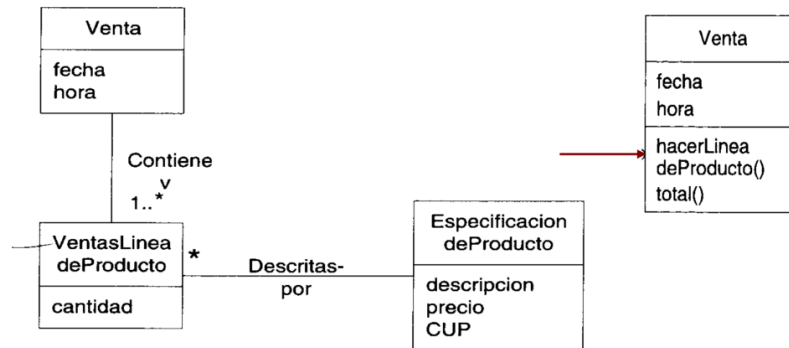 Venta
fecha
hora
Contiene
v
1..*
VentasLinea
deProducto
cantidad
*
Descritas-
por
Especificacion
deProducto
descripcion
precio
CUP
Venta
fecha
hora
hacerLinea
deProducto()
total()